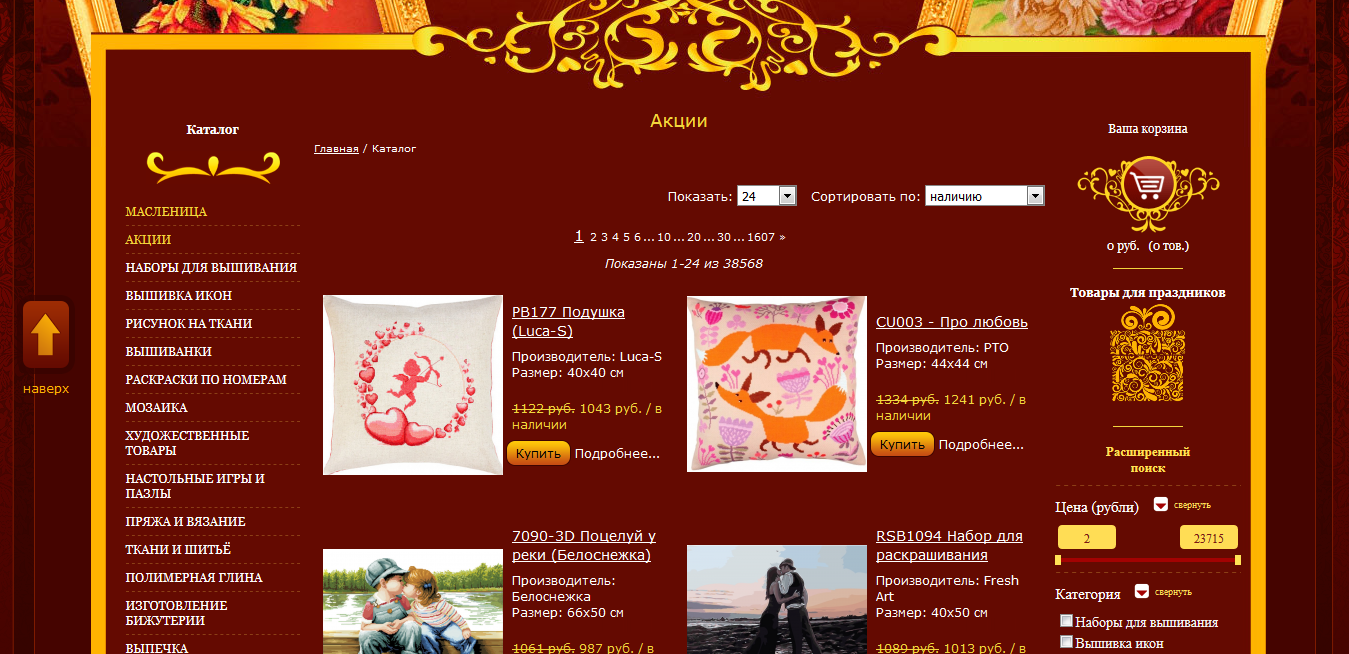 Каталог
МАСЛЕНИЦА
АКЦИИ
НАБОРЫ ДЛЯ ВЫШИВАНИЯ
ВЫШИВКА ИКОН
РИСУНОК НА ТКАНИ
ВЫШИВАНКИ
РАСКРАСКИ ПО НОМЕРАМ
МОЗАИКА
ХУДОЖЕСТВЕННЫЕ
ТОВАРЫ
НАСТОЛЬНЫЕ ИГРЫ И
ПАЗЛЫ
ПРЯЖА И ВЯЗАНИЕ
ТКАНИ И ШИТЬЁ
ПОЛИМЕРНАЯ ГЛИНА
ИЗГОТОВЛЕНИЕ
БИЖУТЕРИИ
ВЫПЕЧКА
наверх
Акции
Главная / Каталог
Показать: 24 Сортировать по: наличию
1 2 3 4 5 6 ... 10 ... 20 ... 30 ... 1607 »
Показаны 1-24 из 38568
PB177 Подушка
(Luca-S)
Производитель: Luca-S
Размер: 40x40 см
1122 руб. 1043 руб. / в
наличии
Купить Подробнее...
CU003 - Про любовь
Производитель: РТО
Размер: 44x44 см
1334 руб. 1241 руб. / в
наличии
Купить Подробнее...
7090-3D Поцелуй у
реки (Белоснежка)
Производитель:
Белоснежка
Размер: 66x50 см
1061 руб. 987 руб. / в
RSB1094 Набор для
раскрашивания
Производитель: Fresh
Art
Размер: 40x50 см
1089 руб. 1013 руб. / в
Ваша корзина
0 руб. (0 тов.)
Товары для праздников
Расширенный
поиск
Цена (рубли) свернуть
2 23715
Категория свернуть
Наборы для вышивания
Вышивка икон